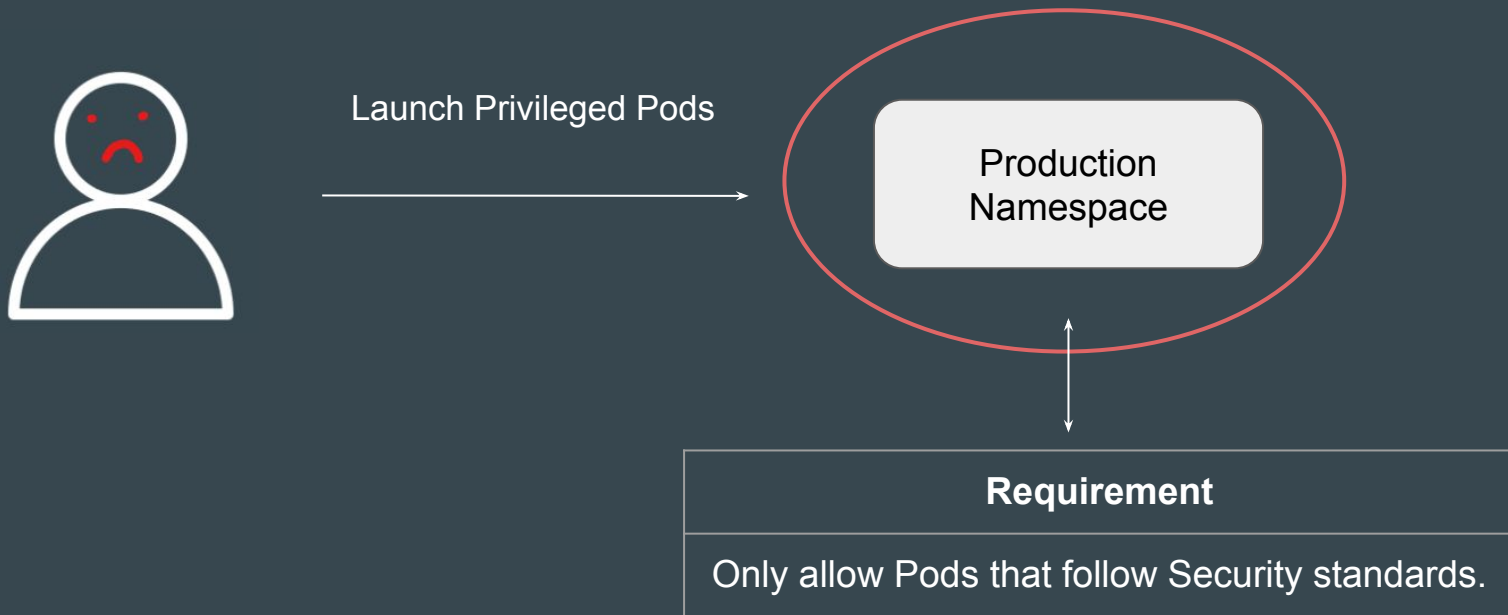 Launch Privileged Pods
Production
Namespace
Requirement
Only allow Pods that follow Security standards.